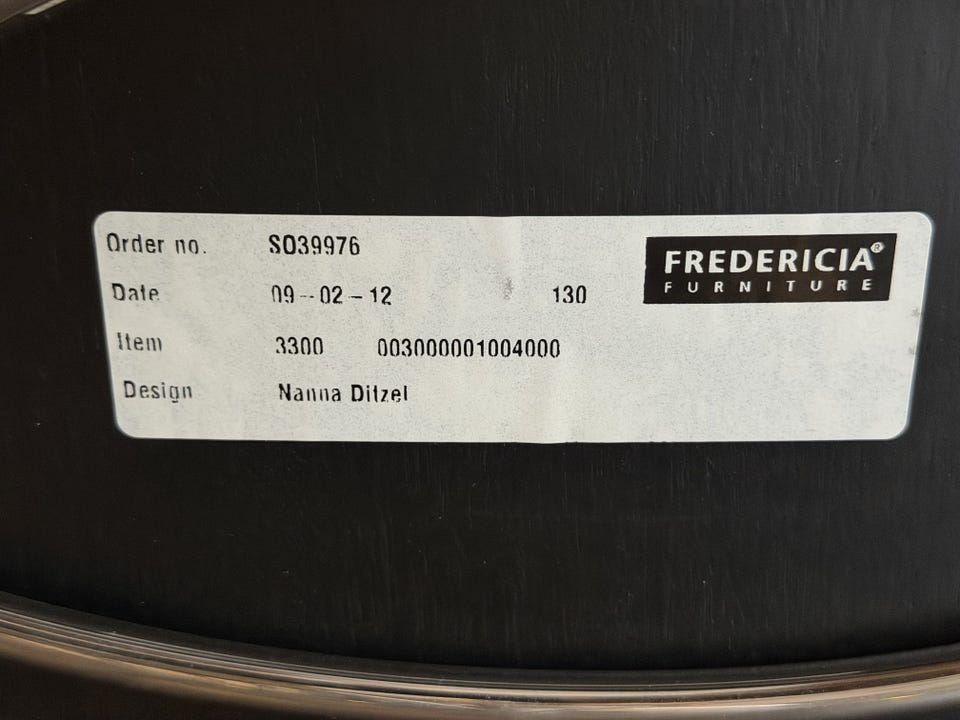 Order no. SO39976
FREDERICIA®
FURNITURE
Date 09-02-12 130
Item 3300 003000001004000
Design Nanna Ditzel